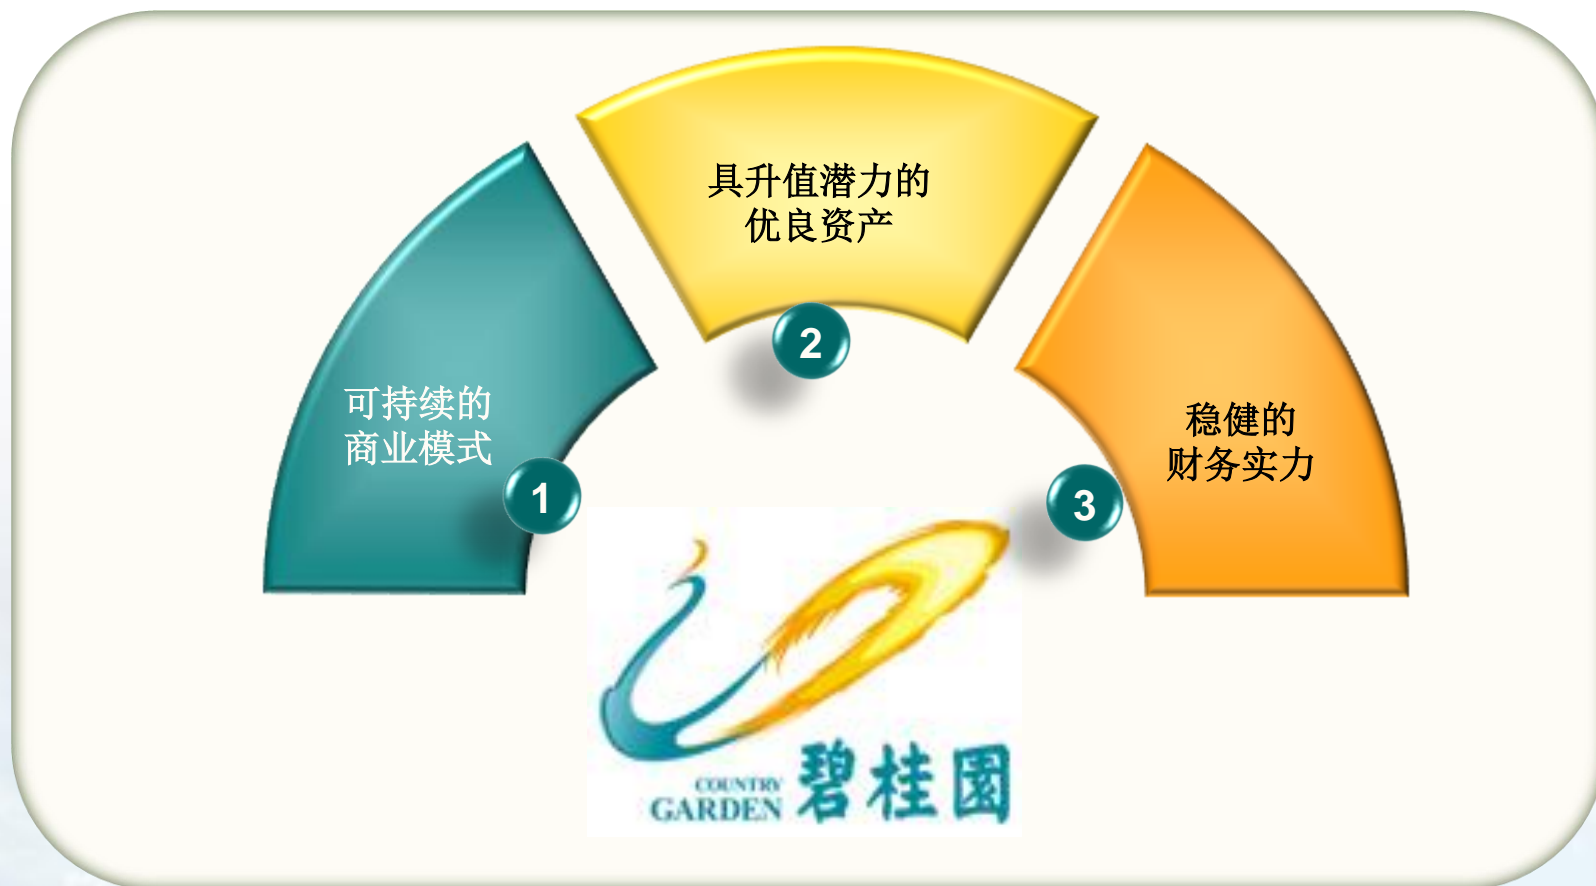 具升值潜力的
优良资产
2
可持续的
商业模式
1
稳健的
财务实力
3
COUNTRY
GARDEN
碧桂園